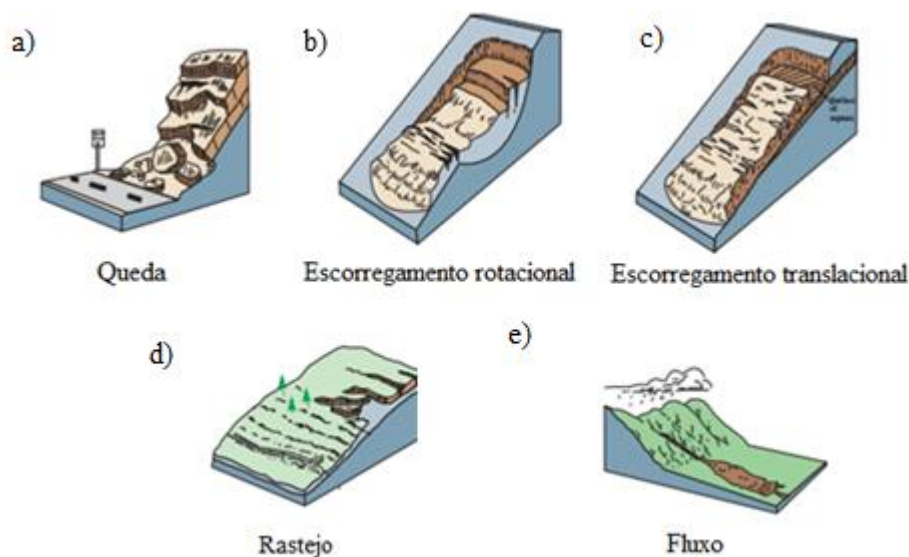 a)
b)
c)
Queda
Escorregamento rotacional
Escorregamento translacional
d)
e)
Rastejo
Fluxo